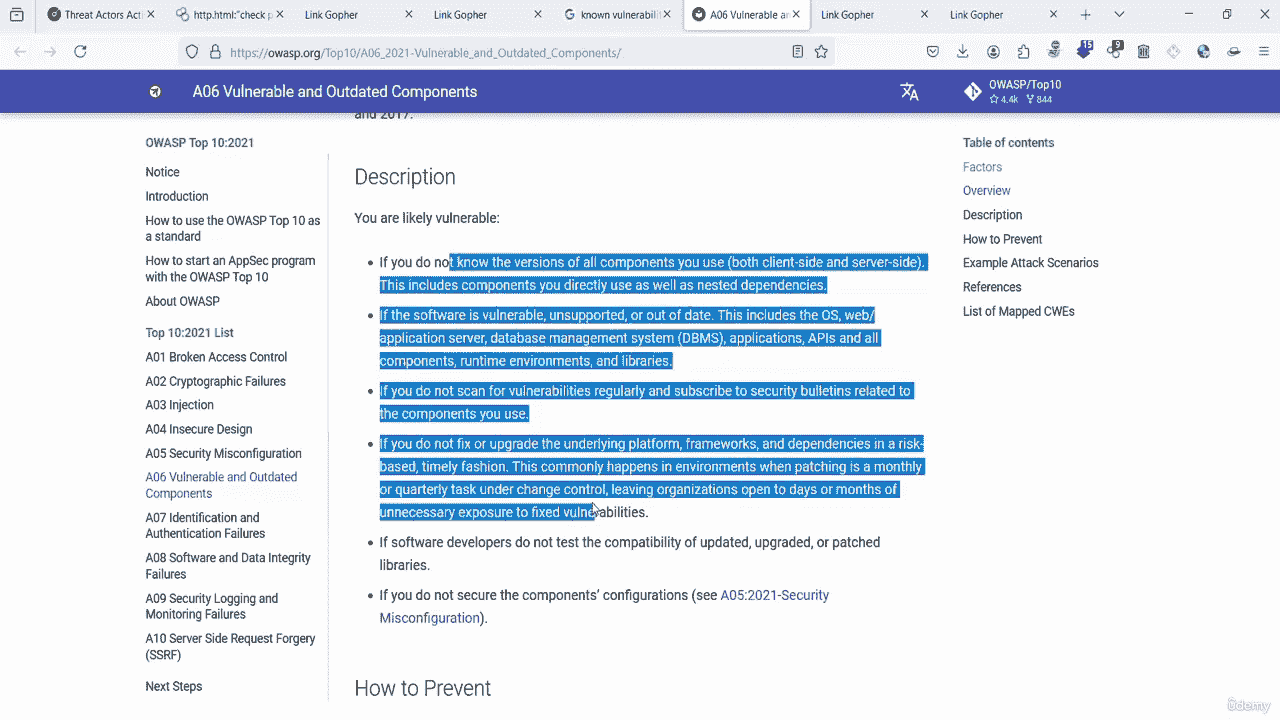 Threat Actors Acti
http.html:"check p
Link Gopher
Link Gopher
known vulnerabili
A06 Vulnerable an
Link Gopher
Link Gopher
https://owasp.org/Top10/A06_2021-Vulnerable_and_Outdated_Components/
15
9
A06 Vulnerable and Outdated Components
OWASP/Top10
4.4k 844
and 2017.
OWASP Top 10:2021
Notice
Introduction
How to use the OWASP Top 10 as
a standard
How to start an AppSec program
with the OWASP Top 10
About OWASP
Top 10:2021 List
A01 Broken Access Control
A02 Cryptographic Failures
A03 Injection
A04 Insecure Design
A05 Security Misconfiguration
A06 Vulnerable and Outdated
Components
A07 Identification and
Authentication Failures
A08 Software and Data Integrity
Failures
A09 Security Logging and
Monitoring Failures
A10 Server Side Request Forgery
(SSRF)
Next Steps
Description
You are likely vulnerable:
If you do not know the versions of all components you use (both client-side and server-side).
This includes components you directly use as well as nested dependencies.
If the software is vulnerable, unsupported, or out of date. This includes the OS, web/
application server, database management system (DBMS), applications, APIs and all
components, runtime environments, and libraries.
If you do not scan for vulnerabilities regularly and subscribe to security bulletins related to
the components you use.
If you do not fix or upgrade the underlying platform, frameworks, and dependencies in a risk-
based, timely fashion. This commonly happens in environments when patching is a monthly
or quarterly task under change control, leaving organizations open to days or months of
unnecessary exposure to fixed vulnerabilities.
If software developers do not test the compatibility of updated, upgraded, or patched
libraries.
If you do not secure the components' configurations (see A05:2021-Security
Misconfiguration).
How to Prevent
Table of contents
Factors
Overview
Description
How to Prevent
Example Attack Scenarios
References
List of Mapped CWEs
Udemy